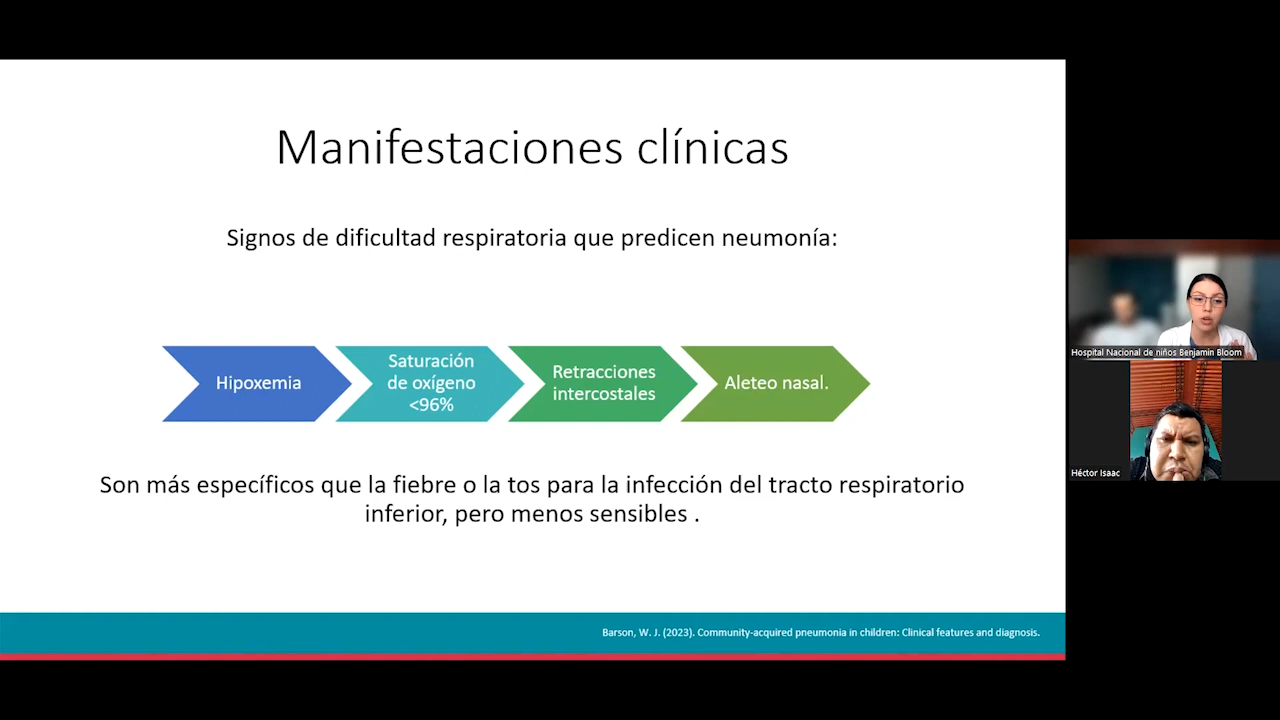 Manifestaciones clínicas
Signos de dificultad respiratoria que predicen neumonía:
Hipoxemia
Saturación
de oxígeno
<96%
Retracciones
intercostales
Aleteo nasal.
Son más específicos que la fiebre o la tos para la infección del tracto respiratorio
inferior, pero menos sensibles .
Barson, W. J. (2023). Community-acquired pneumonia in children: Clinical features and diagnosis.
Hospital Nacional de niños Benjamin Bloom
Héctor Isaac